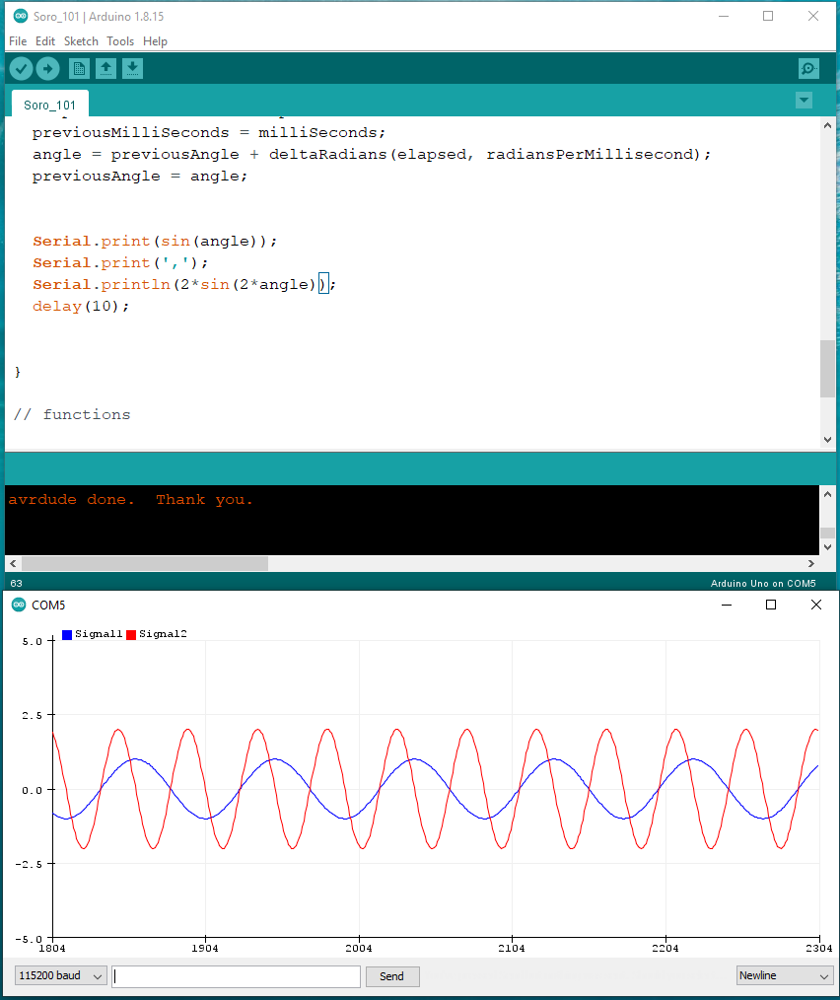 Soro_101 | Arduino 1.8.15
File Edit Sketch Tools Help
Soro_101
previousMilliSeconds = milliSeconds;
angle = previousAngle + deltaRadians(elapsed, radiansPerMillisecond);
previousAngle = angle;
Serial.print(sin(angle));
Serial.print(',');
Serial.println(2*sin(2*angle));
delay(10);
}
// functions
avrdude done.  Thank you.
63 Arduino Uno on COM5
COM5
Signal1 Signal2
5.0
2.5
0.0
-2.5
-5.0
1804 1904 2004 2104 2204 2304
115200 baud Send Newline